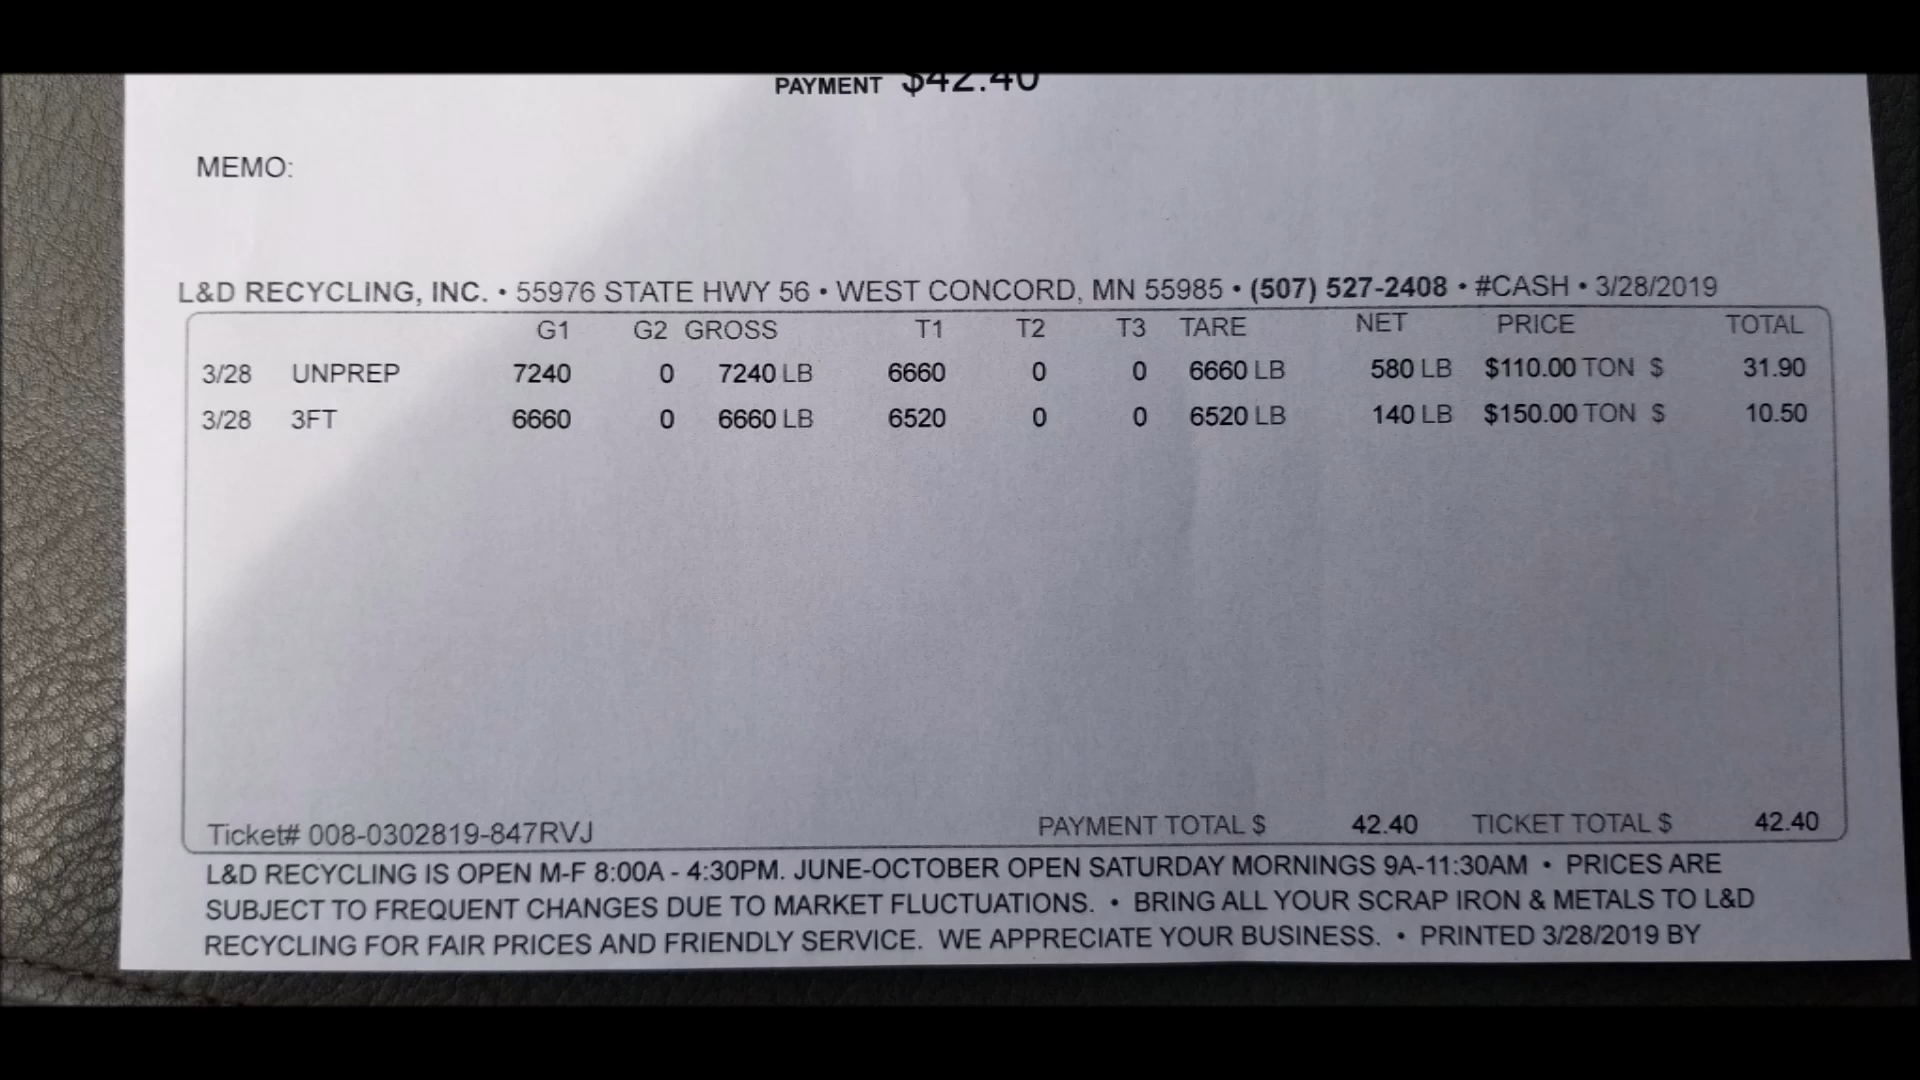 PAYMENT $42.40
MEMO:
L&D RECYCLING, INC. • 55976 STATE HWY 56 • WEST CONCORD, MN 55985 • (507) 527-2408 • #CASH • 3/28/2019
G1 G2 GROSS T1 T2 T3 TARE NET PRICE TOTAL
3/28 UNPREP 7240 0 7240 LB 6660 0 0 6660 LB 580 LB $110.00 TON $ 31.90
3/28 3FT 6660 0 6660 LB 6520 0 0 6520 LB 140 LB $150.00 TON $ 10.50
Ticket# 008-0302819-847RVJ PAYMENT TOTAL $ 42.40 TICKET TOTAL $ 42.40
L&D RECYCLING IS OPEN M-F 8:00A - 4:30PM. JUNE-OCTOBER OPEN SATURDAY MORNINGS 9A-11:30AM • PRICES ARE
SUBJECT TO FREQUENT CHANGES DUE TO MARKET FLUCTUATIONS. • BRING ALL YOUR SCRAP IRON & METALS TO L&D
RECYCLING FOR FAIR PRICES AND FRIENDLY SERVICE. WE APPRECIATE YOUR BUSINESS. • PRINTED 3/28/2019 BY